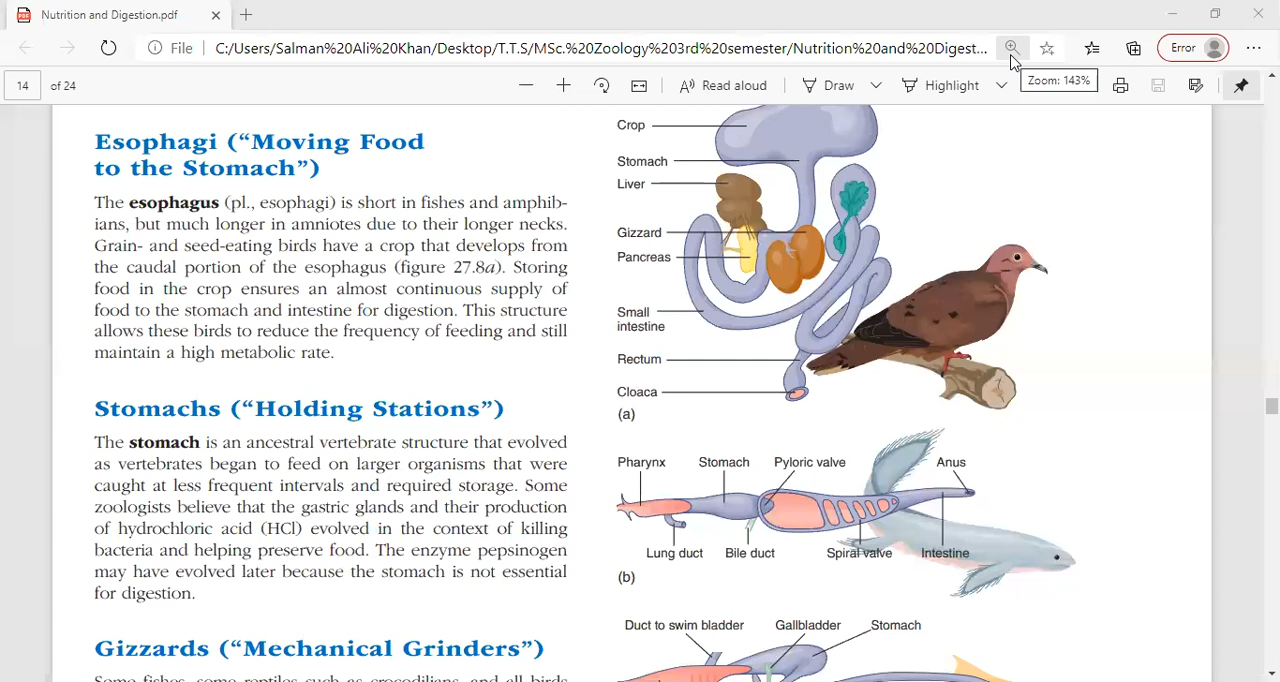 Nutrition and Digestion.pdf
File
C:/Users/Salman%20Ali%20Khan/Desktop/T.T.S/MSc.%20Zoology%203rd%20semester/Nutrition%20and%20Digest...
Error
14 of 24
Read aloud
Draw
Highlight
Zoom: 143%
Esophagi (“Moving Food
to the Stomach”)
The esophagus (pl., esophagi) is short in fishes and amphib-
ians, but much longer in amniotes due to their longer necks.
Grain- and seed-eating birds have a crop that develops from
the caudal portion of the esophagus (figure 27.8a). Storing
food in the crop ensures an almost continuous supply of
food to the stomach and intestine for digestion. This structure
allows these birds to reduce the frequency of feeding and still
maintain a high metabolic rate.
Stomachs (“Holding Stations”)
The stomach is an ancestral vertebrate structure that evolved
as vertebrates began to feed on larger organisms that were
caught at less frequent intervals and required storage. Some
zoologists believe that the gastric glands and their production
of hydrochloric acid (HCl) evolved in the context of killing
bacteria and helping preserve food. The enzyme pepsinogen
may have evolved later because the stomach is not essential
for digestion.
Gizzards (“Mechanical Grinders”)
Some fishes, some reptiles such as crocodilians, and all birds
Crop
Stomach
Liver
Gizzard
Pancreas
Small
intestine
Rectum
Cloaca
(a)
Pharynx
Stomach
Pyloric valve
Anus
Lung duct
Bile duct
Spiral valve
Intestine
(b)
Duct to swim bladder
Gallbladder
Stomach